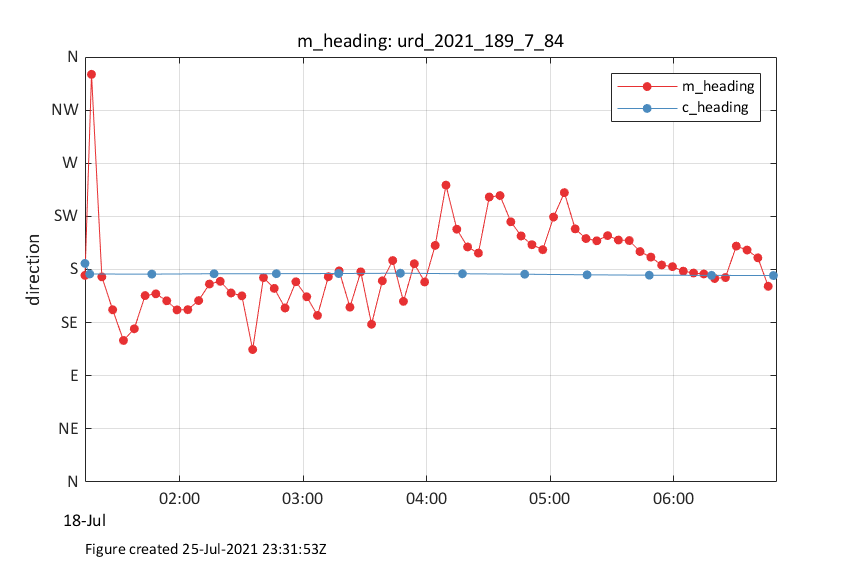 m_heading: urd_2021_189_7_84
N
NW
W
SW
S
SE
E
NE
N
direction
m_heading
c_heading
02:00 03:00 04:00 05:00 06:00
18-Jul
Figure created 25-Jul-2021 23:31:53Z